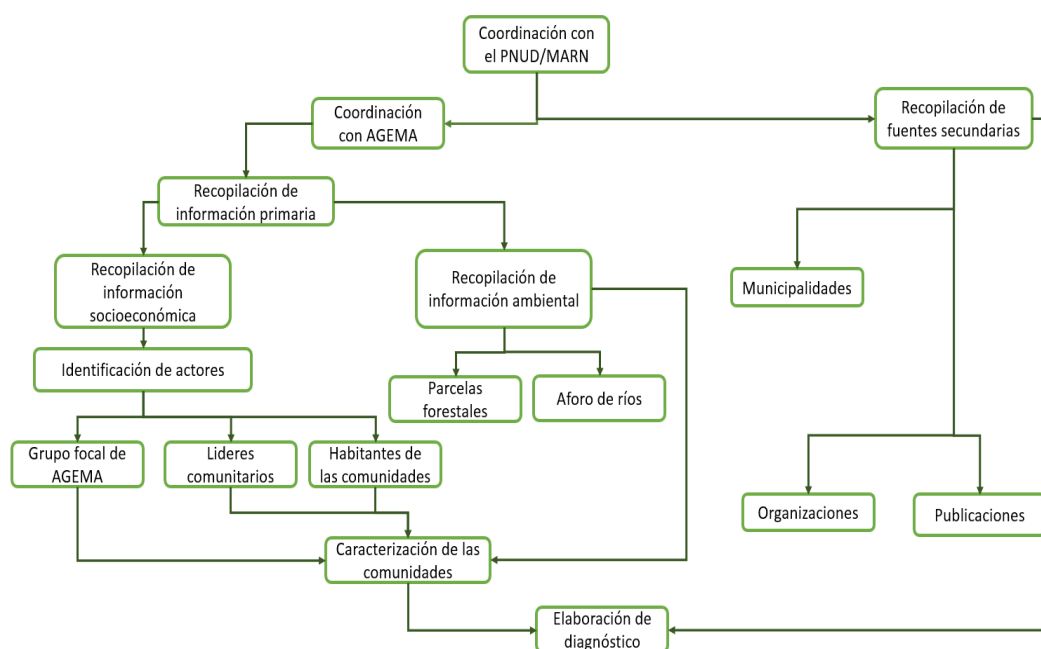 Coordinación con
el PNUD/MARN
Coordinación
con AGEMA
Recopilación de
fuentes secundarias
Recopilación de
información primaria
Recopilación de
información
socioeconómica
Recopilación de
información ambiental
Municipalidades
Identificación de actores
Parcelas
forestales
Aforo de ríos
Grupo focal de
AGEMA
Lideres
comunitarios
Habitantes de
las comunidades
Organizaciones
Publicaciones
Caracterización de las
comunidades
Elaboración de
diagnóstico